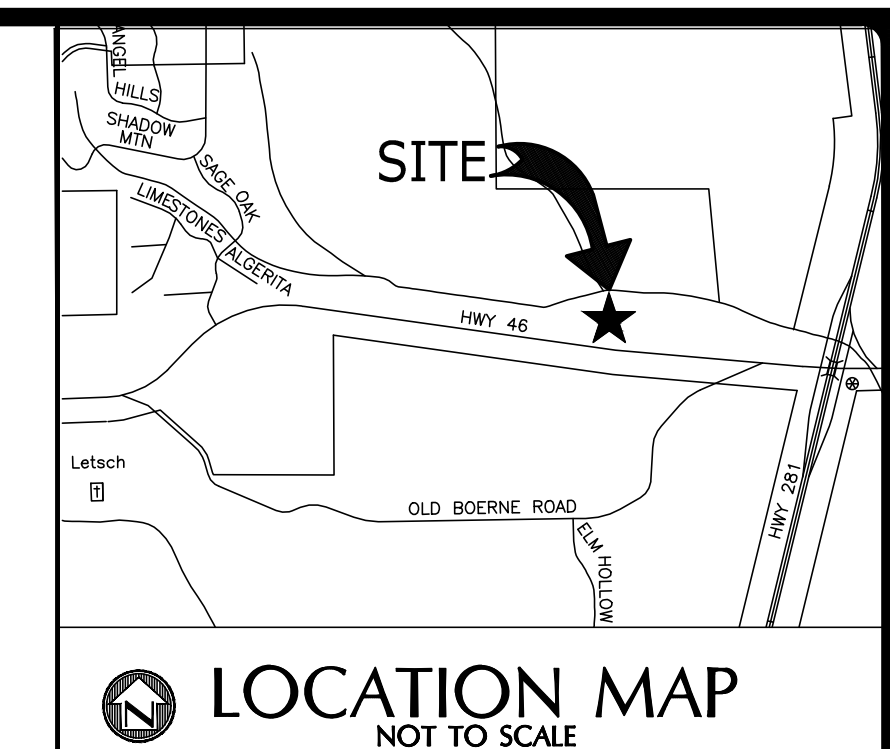 ANGEL
HILLS
SHADOW
MTN
SAGE OAK
SITE
LIMESTONES
ALGERITA
HWY 46
Letsch
OLD BOERNE ROAD
HWY 281
ELM HOLLOW
N
LOCATION MAP
NOT TO SCALE